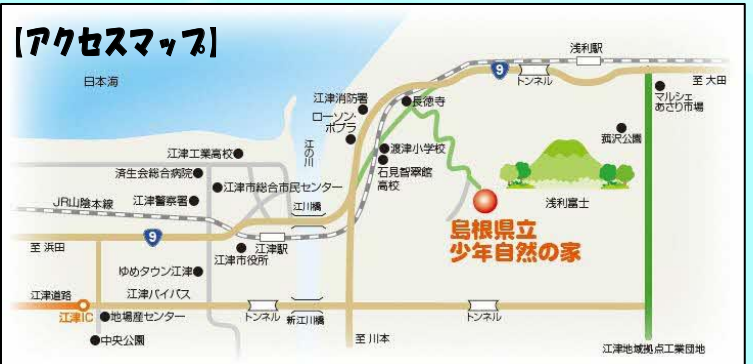 【アクセスマップ】
日本海
浅利駅
9
トンネル
至 大田
江津消防署
長徳寺
マルシェ
あさり市場
ローソン・
ポプラ
江の川
渡津小学校
菰沢公園
江津工業高校
済生会総合病院
石見智翠館
高校
江津市総合市民センター
浅利富士
JR山陰本線
江津警察署
江川橋
島根県立
少年自然の家
至 浜田
9
江津駅
江津市役所
ゆめタウン江津
江津道路
江津バイパス
江津IC
地場産センター
トンネル
新江川橋
トンネル
中央公園
至 川本
江津地域拠点工業団地